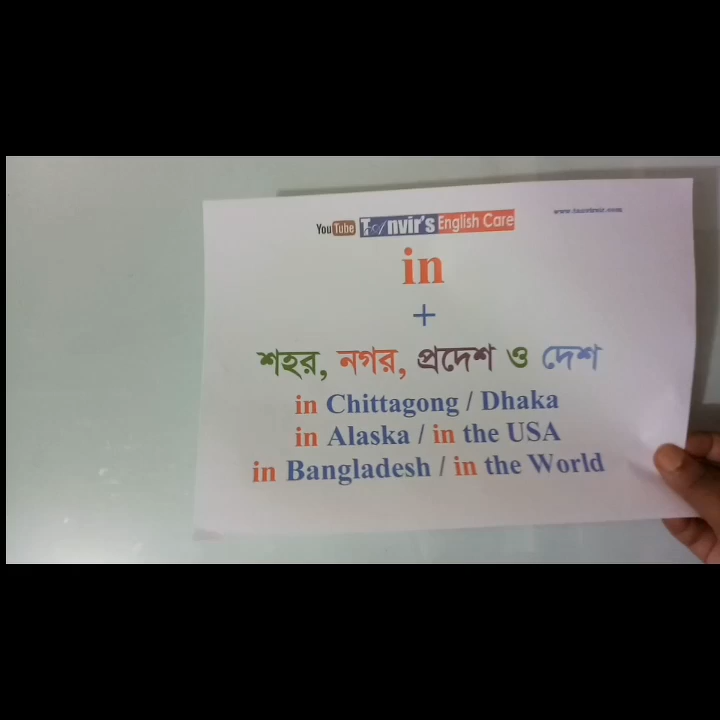 YouTube Tanvir's English Care
in
+
শহর, নগর, প্রদেশ ও দেশ
in Chittagong / Dhaka
in Alaska / in the USA
in Bangladesh / in the World